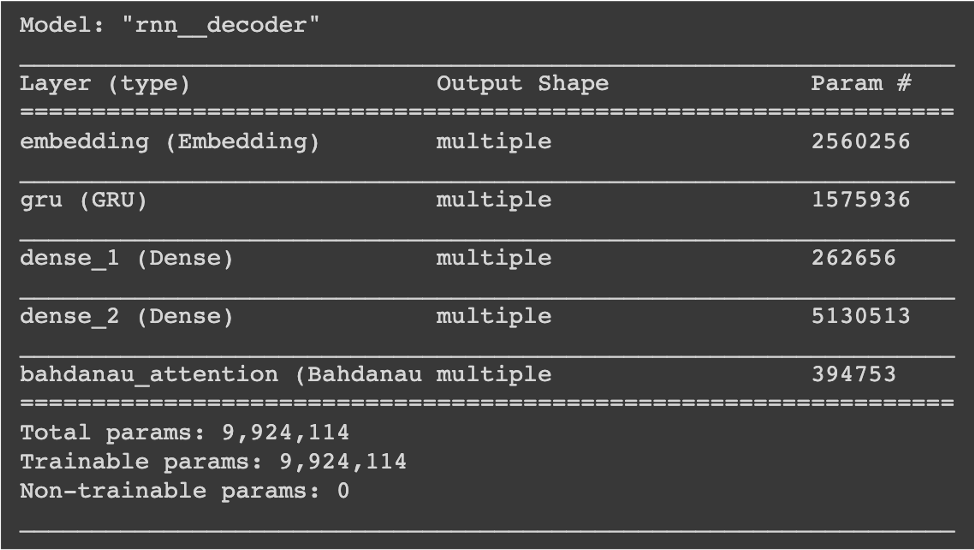 Model: "rnn__decoder"
Layer (type) Output Shape Param #
embedding (Embedding) multiple 2560256
gru (GRU) multiple 1575936
dense_1 (Dense) multiple 262656
dense_2 (Dense) multiple 5130513
bahdanau_attention (Bahdanau multiple 394753
Total params: 9,924,114
Trainable params: 9,924,114
Non-trainable params: 0